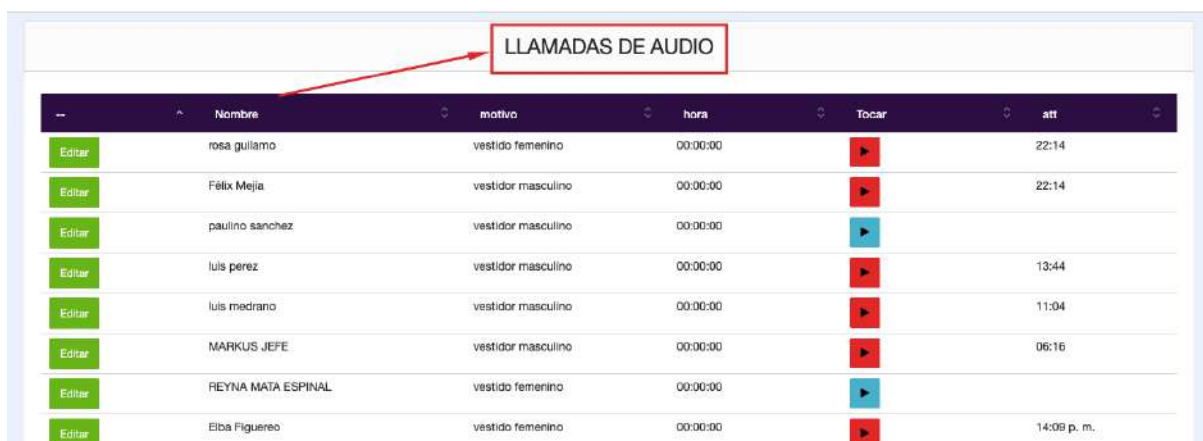 LLAMADAS DE AUDIO
-- Nombre motivo hora Tocar att
Editar rosa guilamo vestido femenino 00:00:00 22:14
Editar Félix Mejía vestidor masculino 00:00:00 22:14
Editar paulino sanchez vestidor masculino 00:00:00
Editar luis perez vestidor masculino 00:00:00 13:44
Editar luis medrano vestidor masculino 00:00:00 11:04
Editar MARKUS JEFE vestidor masculino 00:00:00 06:16
Editar REYNA MATA ESPINAL vestido femenino 00:00:00
Editar Elba Figuereo vestido femenino 00:00:00 14:09 p. m.